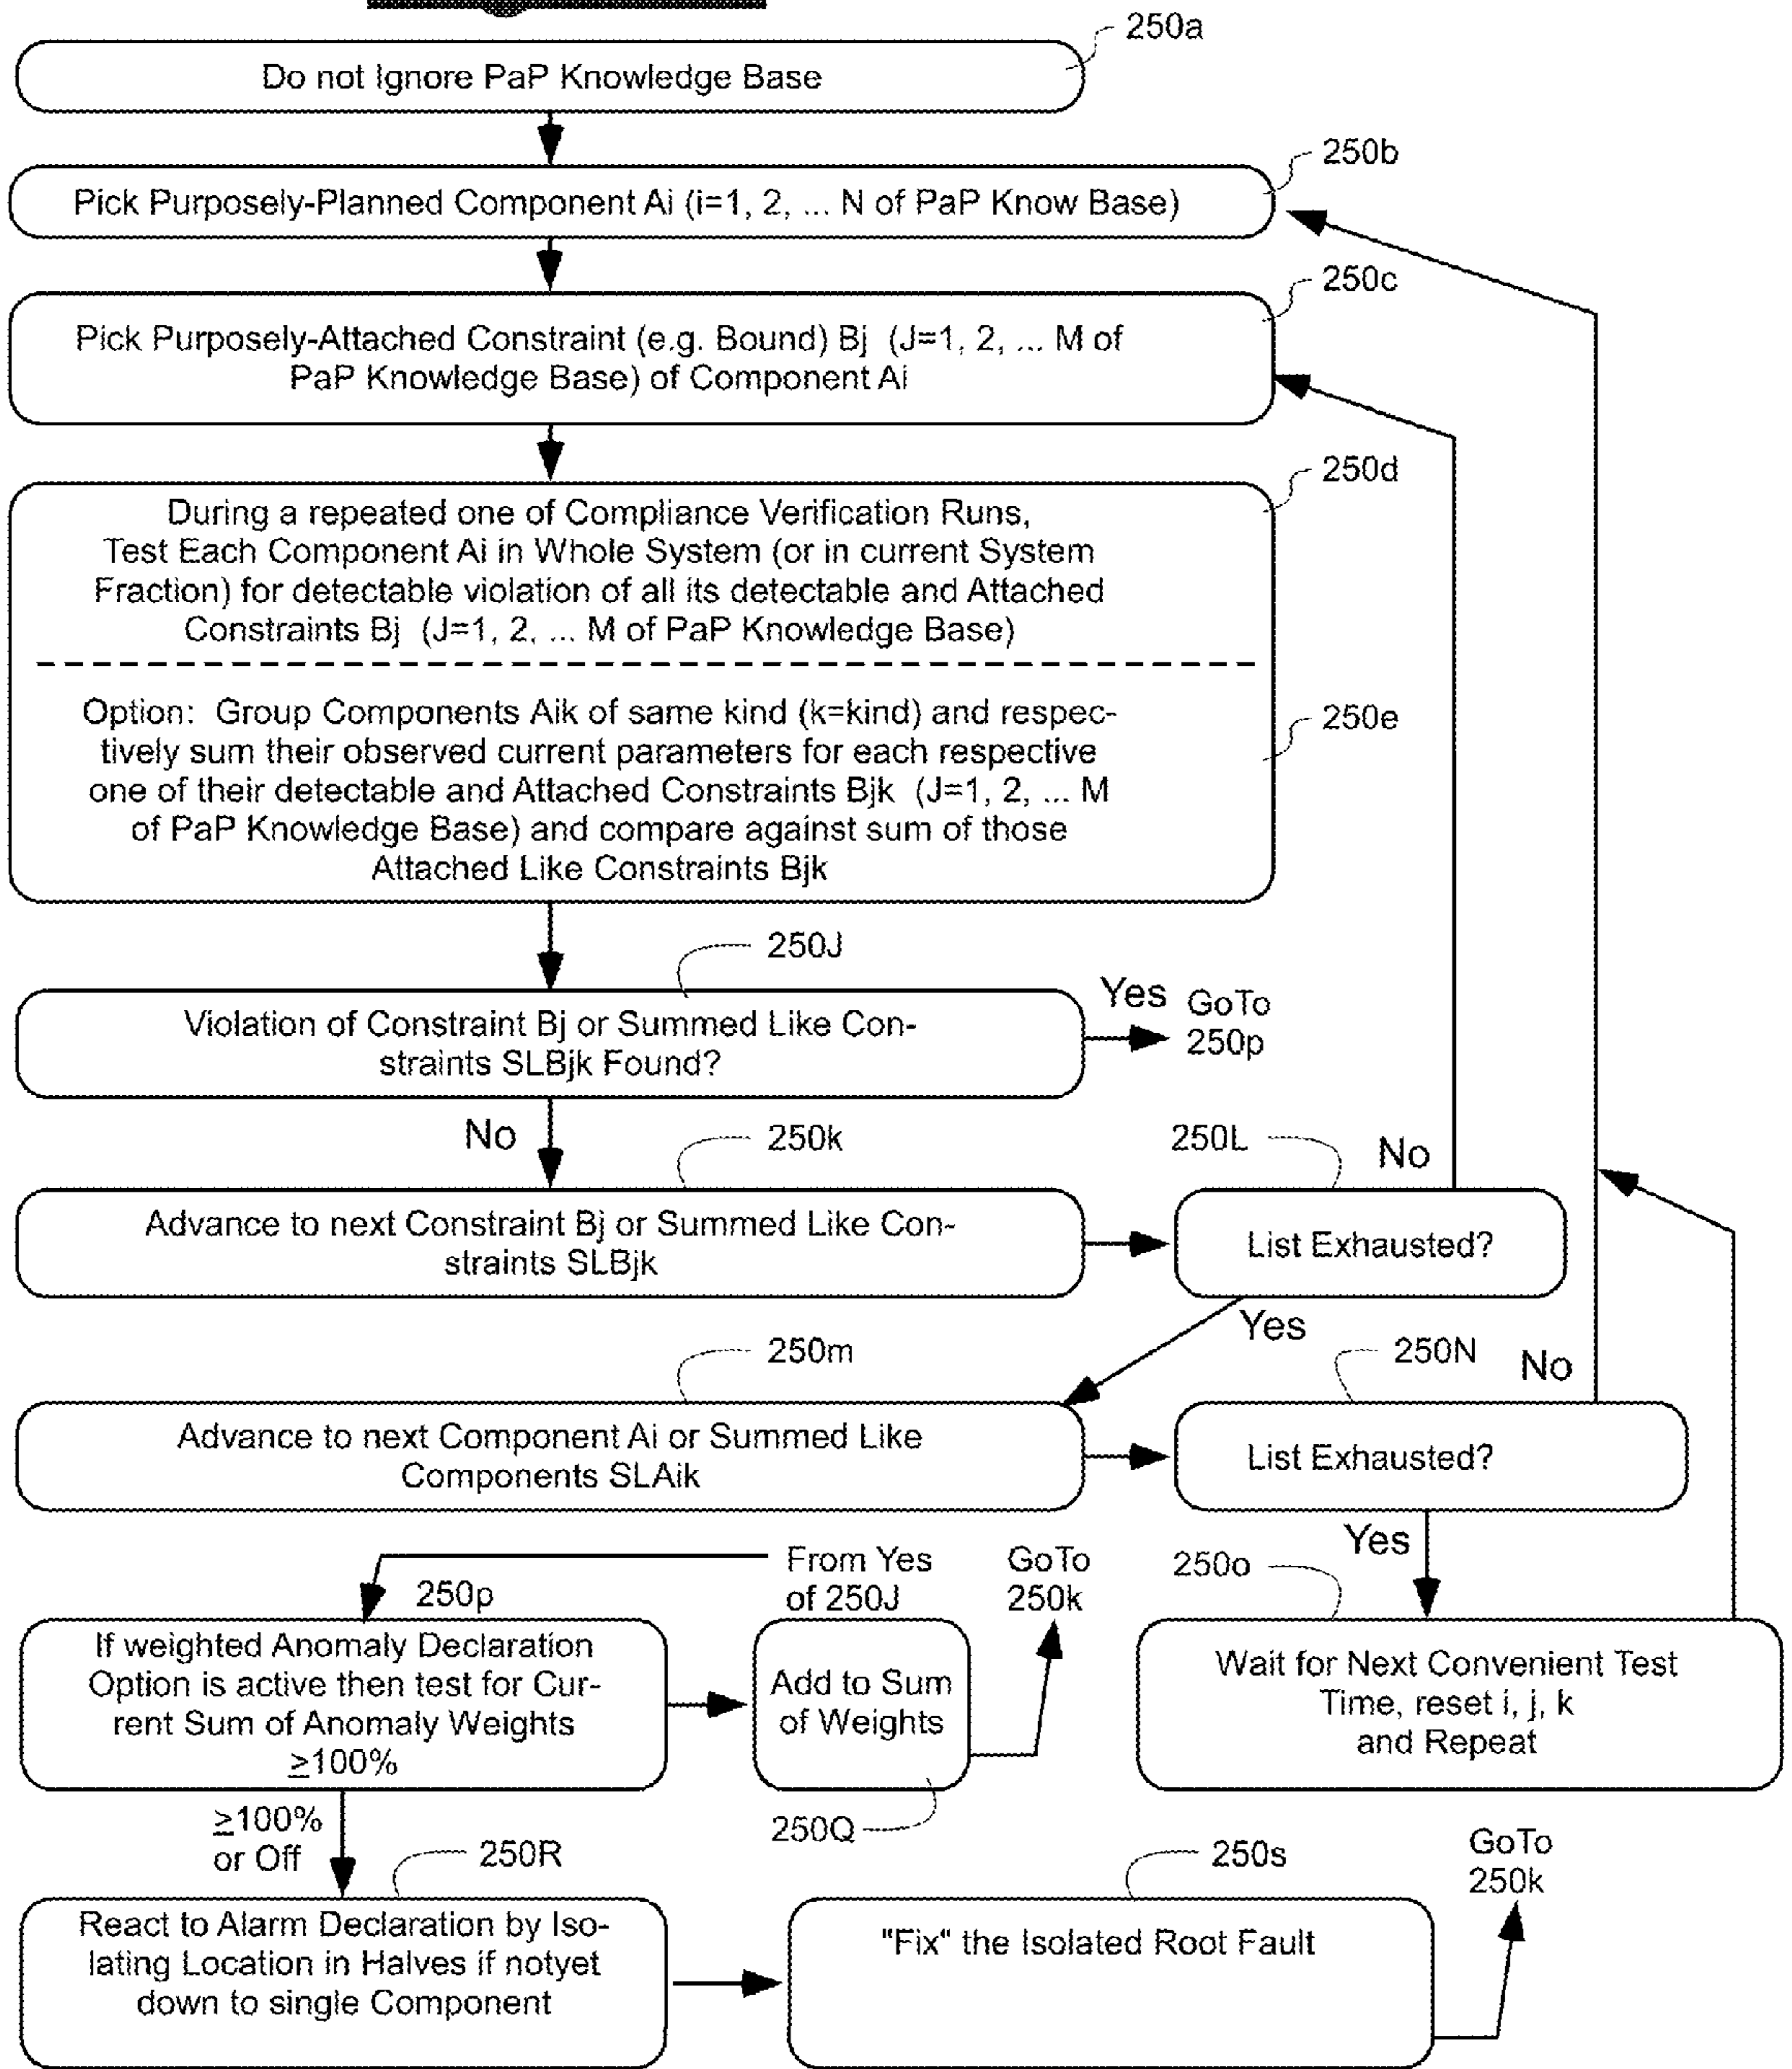 250a
Do not Ignore PaP Knowledge Base
250b
Pick Purposely-Planned Component Ai (i=1, 2, ... N of PaP Know Base)
250c
Pick Purposely-Attached Constraint (e.g. Bound) Bj (J=1, 2, ... M of
PaP Knowledge Base) of Component Ai
250d
During a repeated one of Compliance Verification Runs,
Test Each Component Ai in Whole System (or in current System
Fraction) for detectable violation of all its detectable and Attached
Constraints Bj (J=1, 2, ... M of PaP Knowledge Base)
250e
Option: Group Components Aik of same kind (k=kind) and respec-
tively sum their observed current parameters for each respective
one of their detectable and Attached Constraints Bjk (J=1, 2, ... M
of PaP Knowledge Base) and compare against sum of those
Attached Like Constraints Bjk
250J
Violation of Constraint Bj or Summed Like Con-
straints SLBjk Found?
Yes
GoTo
250p
No
250k
250L
No
Advance to next Constraint Bj or Summed Like Con-
straints SLBjk
List Exhausted?
Yes
250m
250N
No
Advance to next Component Ai or Summed Like
Components SLAik
List Exhausted?
Yes
250p
From Yes
of 250J
GoTo
250k
250o
If weighted Anomaly Declaration
Option is active then test for Cur-
rent Sum of Anomaly Weights
≥100%
Add to Sum
of Weights
Wait for Next Convenient Test
Time, reset i, j, k
and Repeat
≥100%
or Off
250Q
250R
250s
GoTo
250k
React to Alarm Declaration by Iso-
lating Location in Halves if notyet
down to single Component
"Fix" the Isolated Root Fault